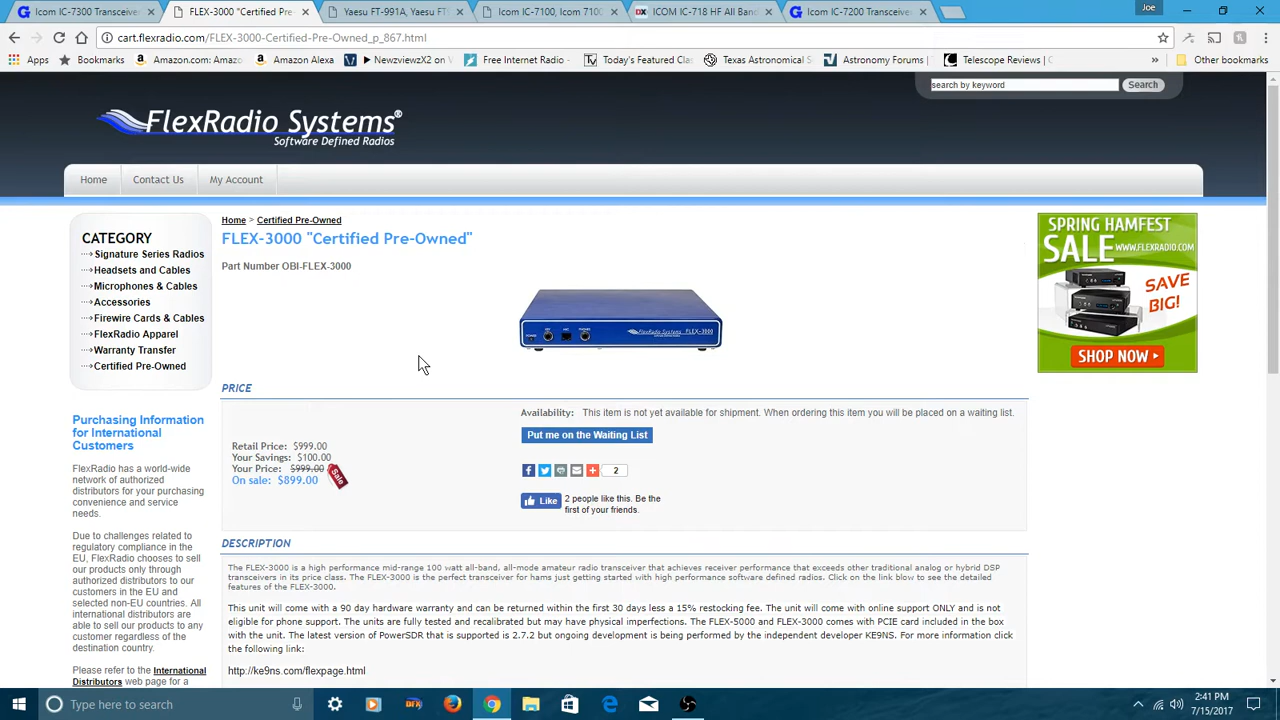 Icom IC-7300 Transceiver
FLEX-3000 "Certified Pre-O
Yaesu FT-991A, Yaesu FT
Icom IC-7100, Icom 7100
ICOM IC-718 HF All Band
Icom IC-7200 Transceiver
Joe
cart.flexradio.com/FLEX-3000-Certified-Pre-Owned_p_867.html
Apps
Bookmarks
Amazon.com: Amazo
Amazon Alexa
NewzviewzX2 v
Free Internet Radio -
Today's Featured Cla
Texas Astronomical S
Astronomy Forums |
Telescope Reviews | C
»
Other bookmarks
search by keyword
Search
FlexRadio Systems®
Software Defined Radios
Home
Contact Us
My Account
CATEGORY
Signature Series Radios
Headsets and Cables
Microphones & Cables
Accessories
Firewire Cards & Cables
FlexRadio Apparel
Warranty Transfer
Certified Pre-Owned
Purchasing Information
for International
Customers
FlexRadio has a world-wide
network of authorized
distributors for your purchasing
convenience and service
needs.
Due to challenges related to
regulatory compliance in the
EU, FlexRadio chooses to sell
our products only through
authorized distributors to our
customers in the EU and
selected non-EU countries. All
international distributors are
able to sell our products to any
customer regardless of the
destination country.
Please refer to the International
Distributors web page for a
Home > Certified Pre-Owned
FLEX-3000 "Certified Pre-Owned"
Part Number OBI-FLEX-3000
FlexRadio Systems FLEX-3000
PRICE
Retail Price: $999.00
Your Savings: $100.00
Your Price: $999.00
On sale: $899.00
Sale
Availability: This item is not yet available for shipment. When ordering this item you will be placed on a waiting list.
Put me on the Waiting List
2
Like
2 people like this. Be the
first of your friends.
DESCRIPTION
The FLEX-3000 is a high performance mid-range 100 watt all-band, all-mode amateur radio transceiver that achieves receiver performance that exceeds other traditional analog or hybrid DSP
transceivers in its price class. The FLEX-3000 is the perfect transceiver for hams just getting started with high performance software defined radios. Click on the link blow to see the detailed
features of the FLEX-3000.
This unit will come with a 90 day hardware warranty and can be returned within the first 30 days less a 15% restocking fee. The unit will come with online support ONLY and is not
eligible for phone support. The units are fully tested and recalibrated but may have physical imperfections. The FLEX-5000 and FLEX-3000 comes with PCIE card included in the box
with the unit. The latest version of PowerSDR that is supported is 2.7.2 but ongoing development is being performed by the independent developer KE9NS. For more information click
the following link:
http://ke9ns.com/flexpage.html
SPRING HAMFEST
SALE WWW.FLEXRADIO.COM
SAVE
BIG!
SHOP NOW
Type here to search
2:41 PM
7/15/2017